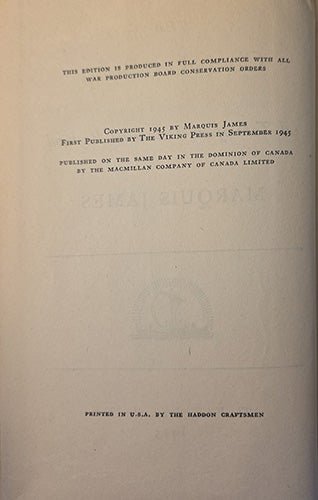 THIS EDITION IS PRODUCED IN FULL COMPLIANCE WITH ALL
WAR PRODUCTION BOARD CONSERVATION ORDERS
COPYRIGHT 1945 BY MARQUIS JAMES
FIRST PUBLISHED BY THE VIKING PRESS IN SEPTEMBER 1945
PUBLISHED ON THE SAME DAY IN THE DOMINION OF CANADA
BY THE MACMILLAN COMPANY OF CANADA LIMITED
MARQUIS JAMES
PRINTED IN U.S.A. BY THE HADDON CRAFTSMEN